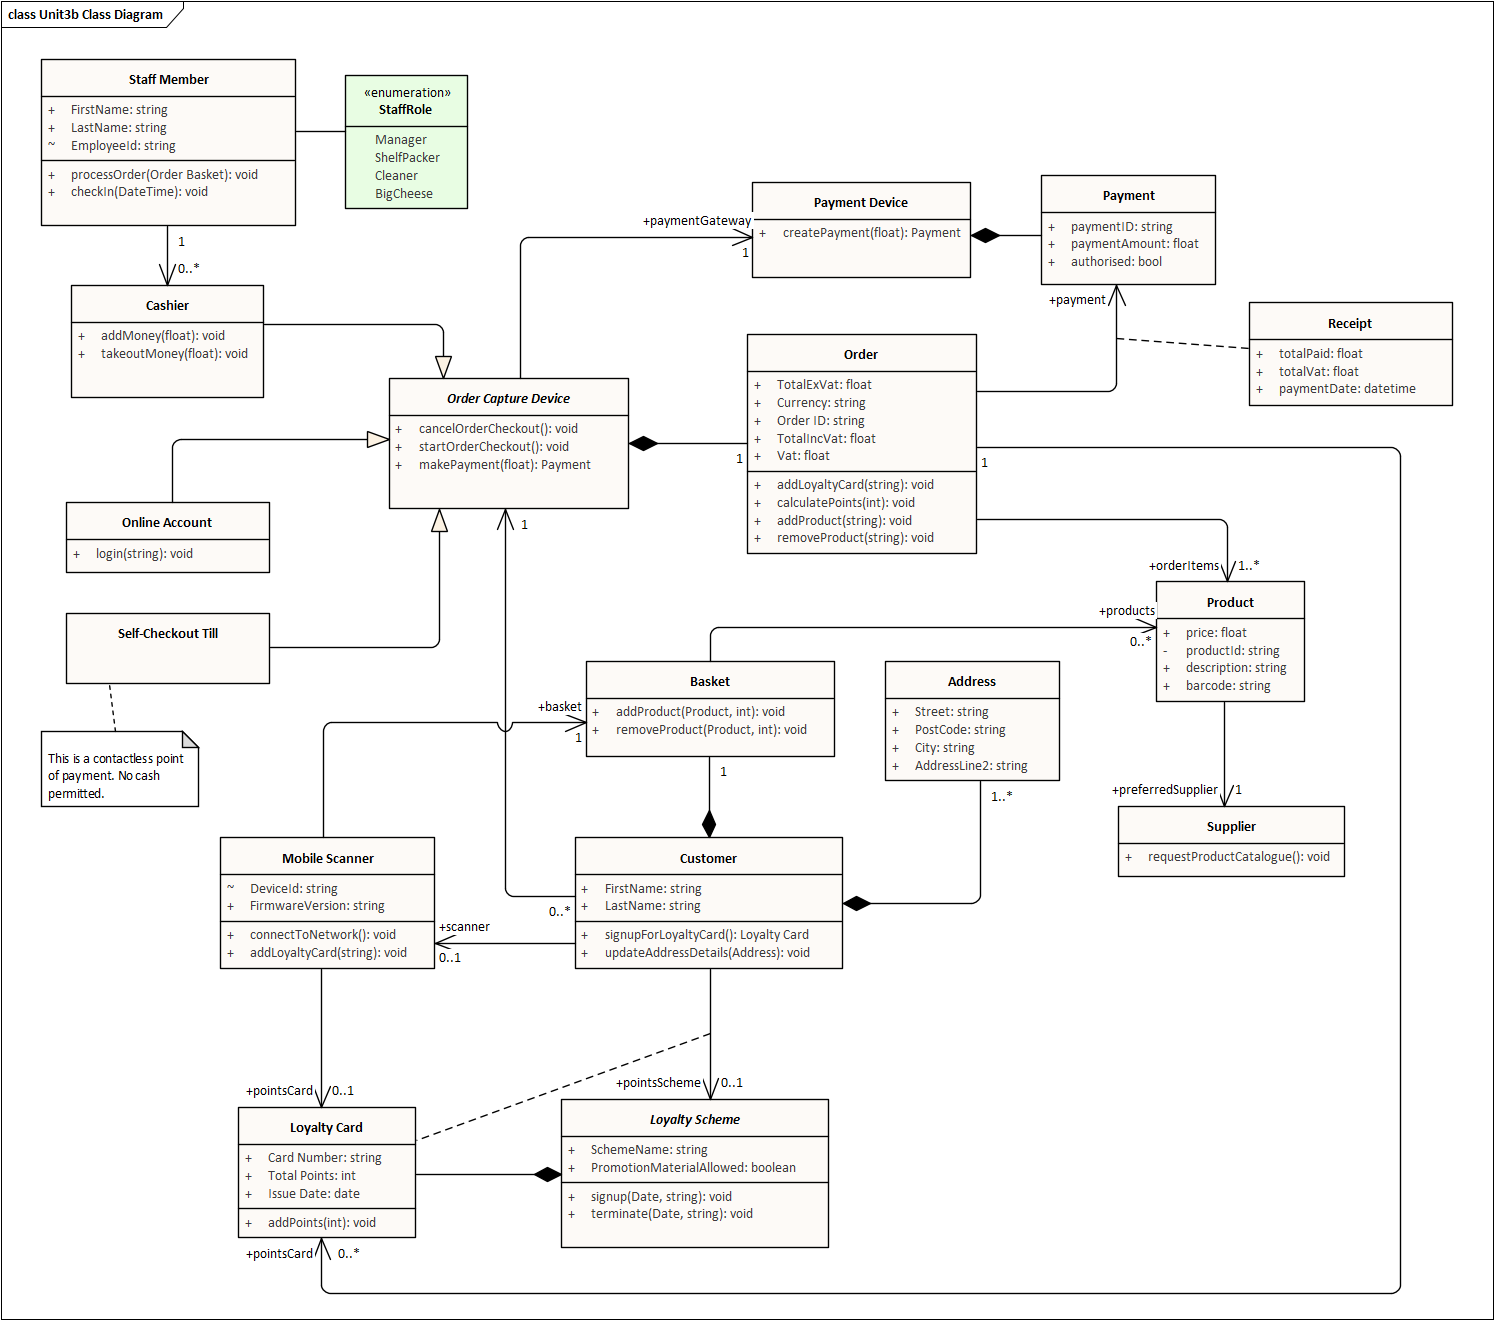 class Unit3b Class Diagram
Staff Member
+ FirstName: string
+ LastName: string
~ EmployeeId: string
+ processOrder(Order Basket): void
+ checkIn(DateTime): void
«enumeration»
StaffRole
Manager
ShelfPacker
Cleaner
BigCheese
1
0..*
Cashier
+ addMoney(float): void
+ takeoutMoney(float): void
+paymentGateway
1
Payment Device
+ createPayment(float): Payment
Payment
+ paymentID: string
+ paymentAmount: float
+ authorised: bool
+payment
Receipt
+ totalPaid: float
+ totalVat: float
+ paymentDate: datetime
Order Capture Device
+ cancelOrderCheckout(): void
+ startOrderCheckout(): void
+ makePayment(float): Payment
1
Order
+ TotalExVat: float
+ Currency: string
+ Order ID: string
+ TotalIncVat: float
+ Vat: float
+ addLoyaltyCard(string): void
+ calculatePoints(int): void
+ addProduct(string): void
+ removeProduct(string): void
1
Online Account
+ login(string): void
1
+orderItems
1..*
Self-Checkout Till
This is a contactless point
of payment. No cash
permitted.
+products
0..*
Product
+ price: float
- productId: string
+ description: string
+ barcode: string
+basket
1
Basket
+ addProduct(Product, int): void
+ removeProduct(Product, int): void
1
Address
+ Street: string
+ PostCode: string
+ City: string
+ AddressLine2: string
1..*
+preferredSupplier
1
Supplier
+ requestProductCatalogue(): void
Mobile Scanner
~ DeviceId: string
+ FirmwareVersion: string
+ connectToNetwork(): void
+ addLoyaltyCard(string): void
0..*
+scanner
0..1
Customer
+ FirstName: string
+ LastName: string
+ signupForLoyaltyCard(): Loyalty Card
+ updateAddressDetails(Address): void
+pointsCard
0..1
+pointsScheme
0..1
Loyalty Card
+ Card Number: string
+ Total Points: int
+ Issue Date: date
+ addPoints(int): void
Loyalty Scheme
+ SchemeName: string
+ PromotionMaterialAllowed: boolean
+ signup(Date, string): void
+ terminate(Date, string): void
+pointsCard
0..*